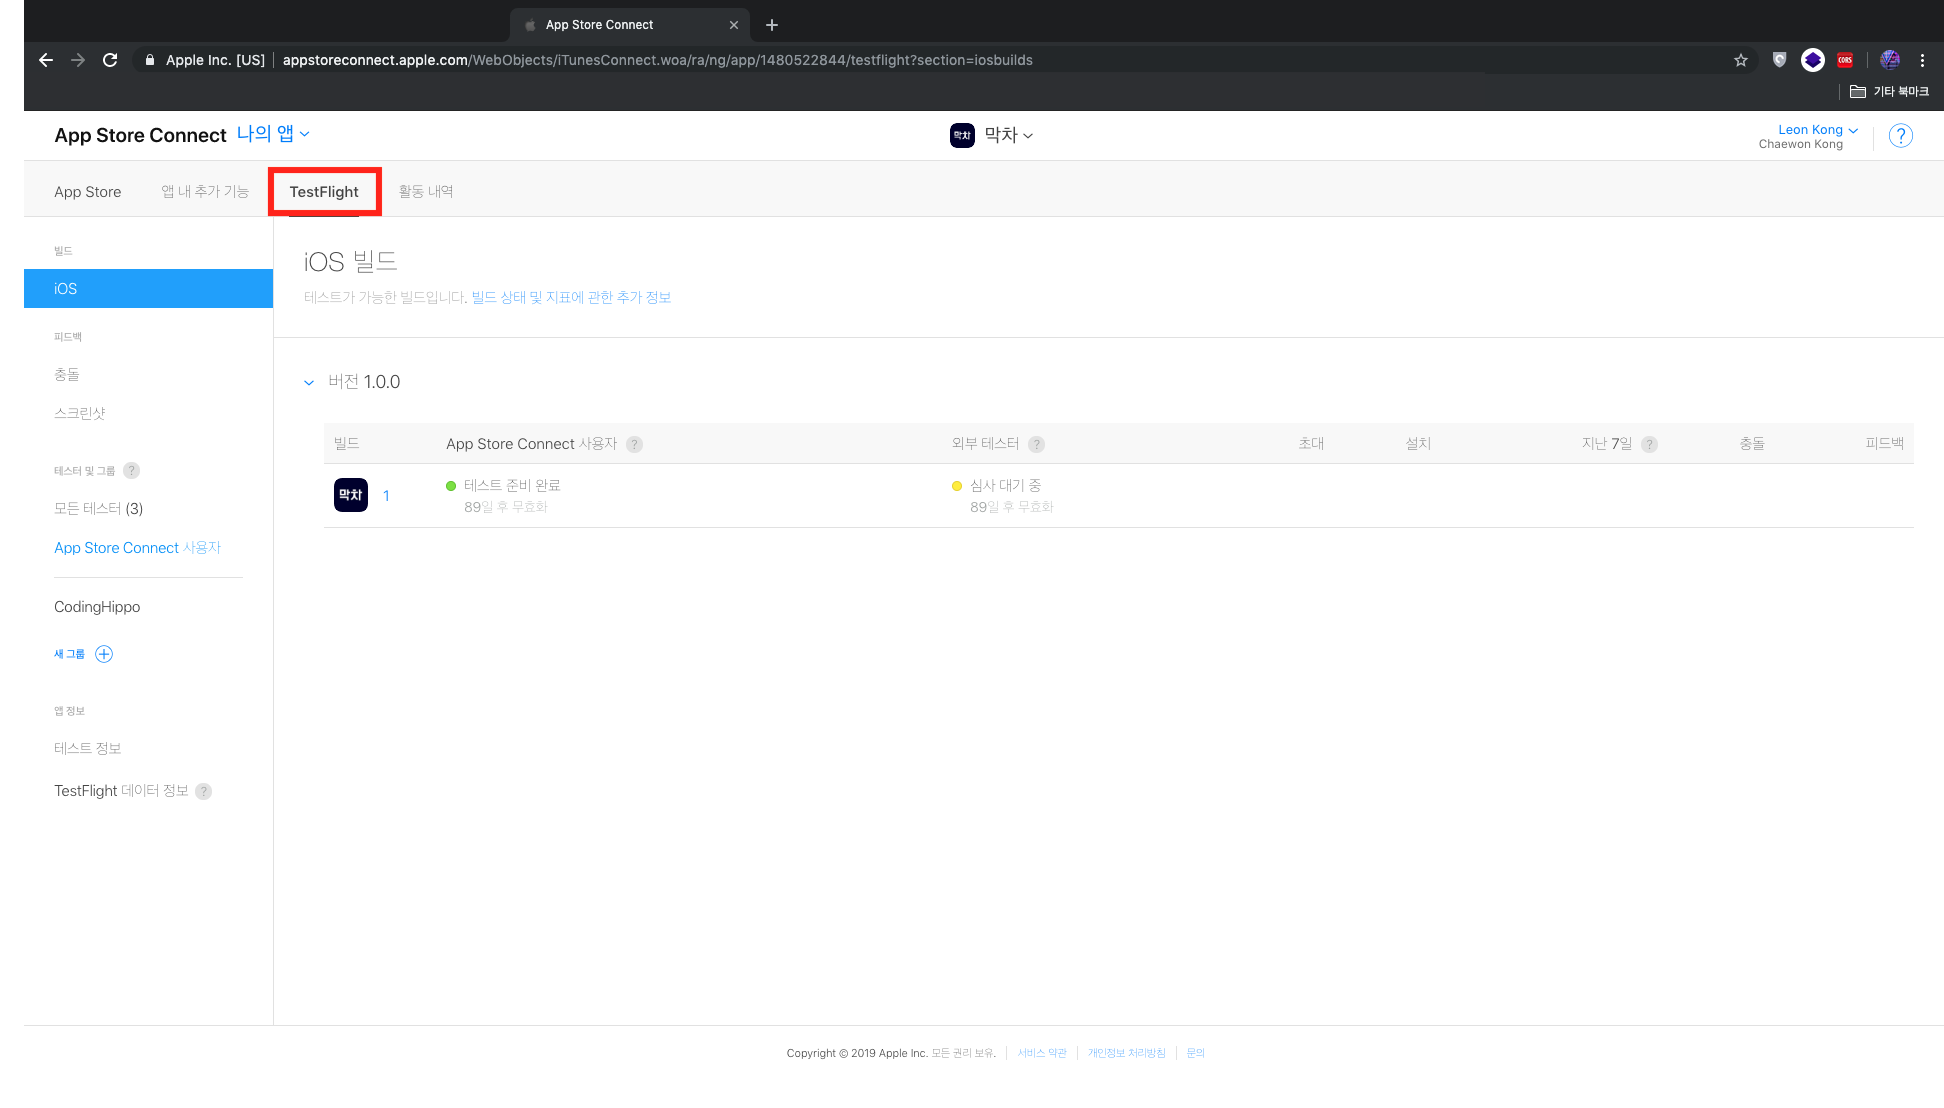 App Store Connect
Apple Inc. [US] appstoreconnect.apple.com/WebObjects/iTunesConnect.woa/ra/ng/app/1480522844/testflight?section=iosbuilds
CORS
기타 북마크
App Store Connect 나의 앱
막차 막차
Leon Kong
Chaewon Kong
?
App Store 앱 내 추가 기능 TestFlight 활동 내역
빌드
iOS
피드백
충돌
스크린샷
테스터 및 그룹 ?
모든 테스터 (3)
App Store Connect 사용자
CodingHippo
새 그룹
앱 정보
테스트 정보
TestFlight 데이터 정보 ?
iOS 빌드
테스트가 가능한 빌드입니다. 빌드 상태 및 지표에 관한 추가 정보
버전 1.0.0
빌드 App Store Connect 사용자 ? 외부 테스터 ? 초대 설치 지난 7일 ? 충돌 피드백
막차 1 테스트 준비 완료 심사 대기 중
89일 후 무효화 89일 후 무효화
Copyright © 2019 Apple Inc. 모든 권리 보유. 서비스 약관 개인정보 처리방침 문의